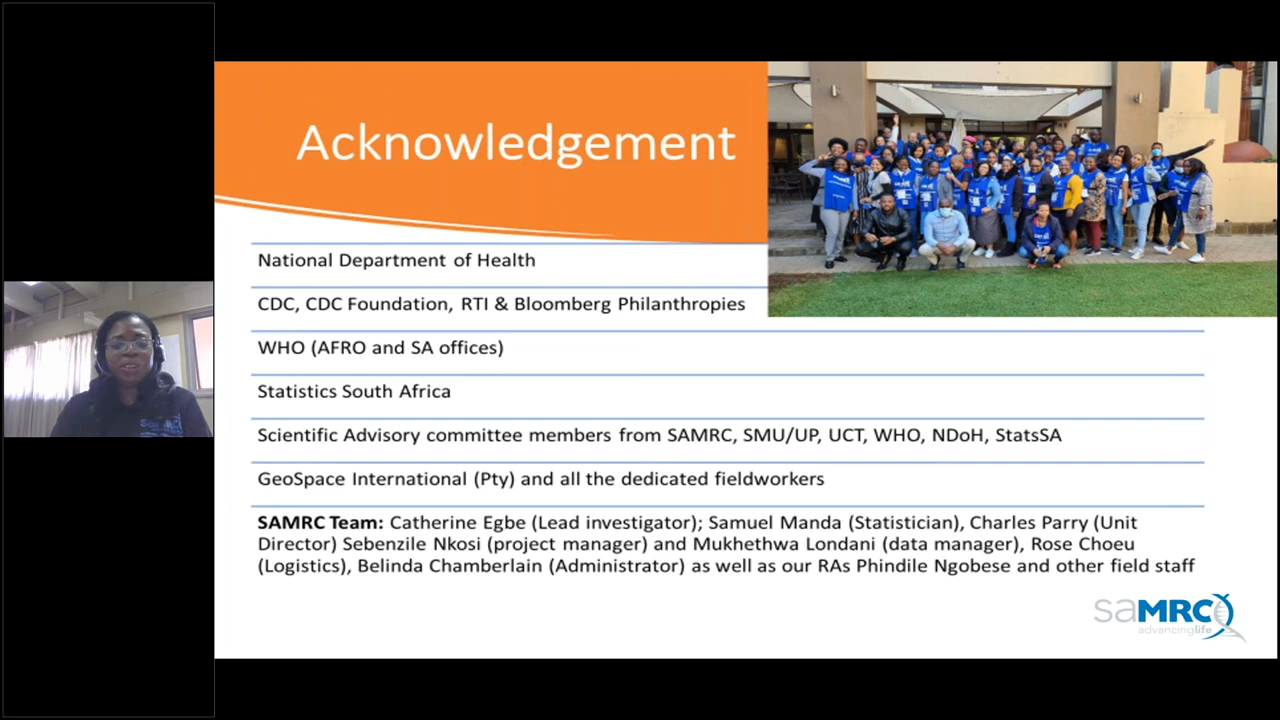 Acknowledgement
National Department of Health
CDC, CDC Foundation, RTI & Bloomberg Philanthropies
WHO (AFRO and SA offices)
Statistics South Africa
Scientific Advisory committee members from SAMRC, SMU/UP, UCT, WHO, NDoH, StatsSA
GeoSpace International (Pty) and all the dedicated fieldworkers
SAMRC Team: Catherine Egbe (Lead investigator); Samuel Manda (Statistician), Charles Parry (Unit
Director) Sebenzile Nkosi (project manager) and Mukhethwa Londani (data manager), Rose Choeu
(Logistics), Belinda Chamberlain (Administrator) as well as our RAs Phindile Ngobese and other field staff
saMRC
advancinglife